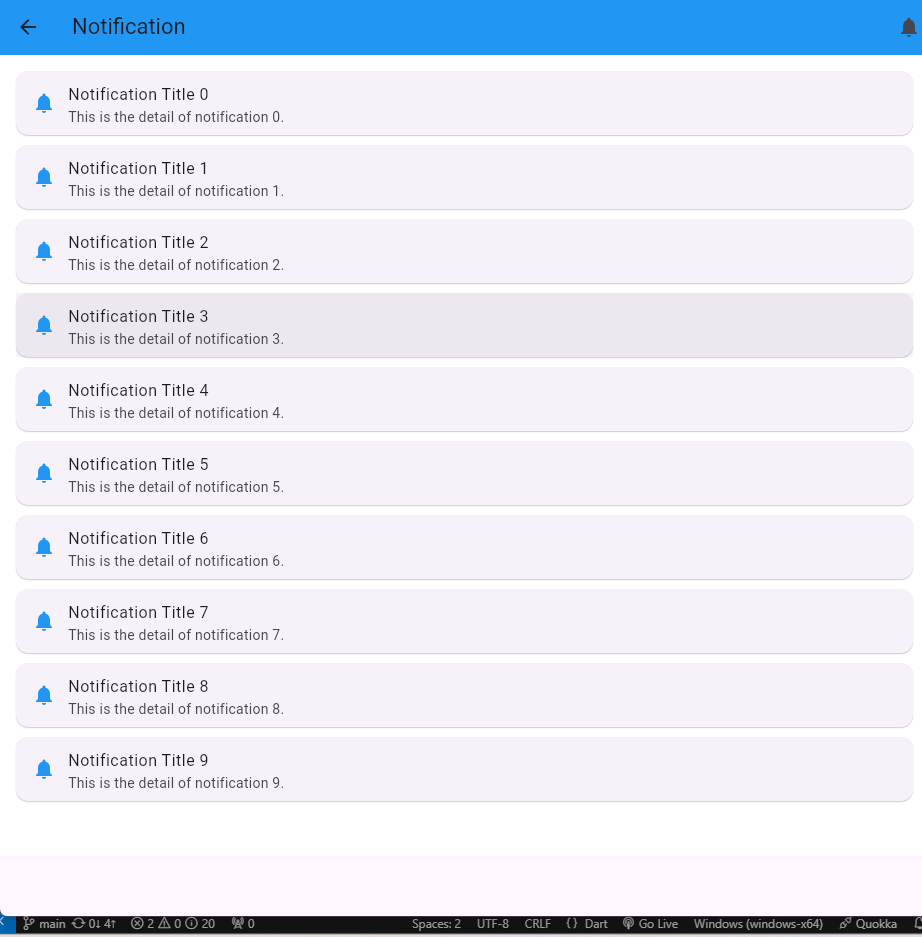 Notification
Notification Title 0
This is the detail of notification 0.
Notification Title 1
This is the detail of notification 1.
Notification Title 2
This is the detail of notification 2.
Notification Title 3
This is the detail of notification 3.
Notification Title 4
This is the detail of notification 4.
Notification Title 5
This is the detail of notification 5.
Notification Title 6
This is the detail of notification 6.
Notification Title 7
This is the detail of notification 7.
Notification Title 8
This is the detail of notification 8.
Notification Title 9
This is the detail of notification 9.
main 0↓ 4↑ 2 0 20 0 Spaces: 2 UTF-8 CRLF {} Dart Go Live Windows (windows-x64) Quokka